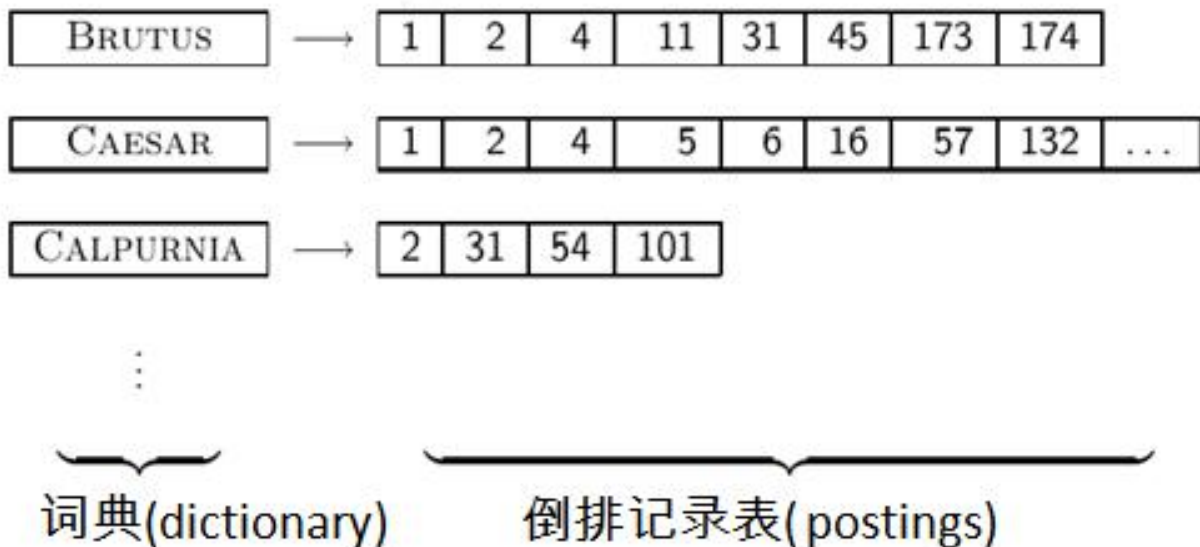 BRUTUS → 1 2 4 11 31 45 173 174
CAESAR → 1 2 4 5 6 16 57 132 ...
CALPURNIA → 2 31 54 101
⋮
词典(dictionary) 倒排记录表(postings)